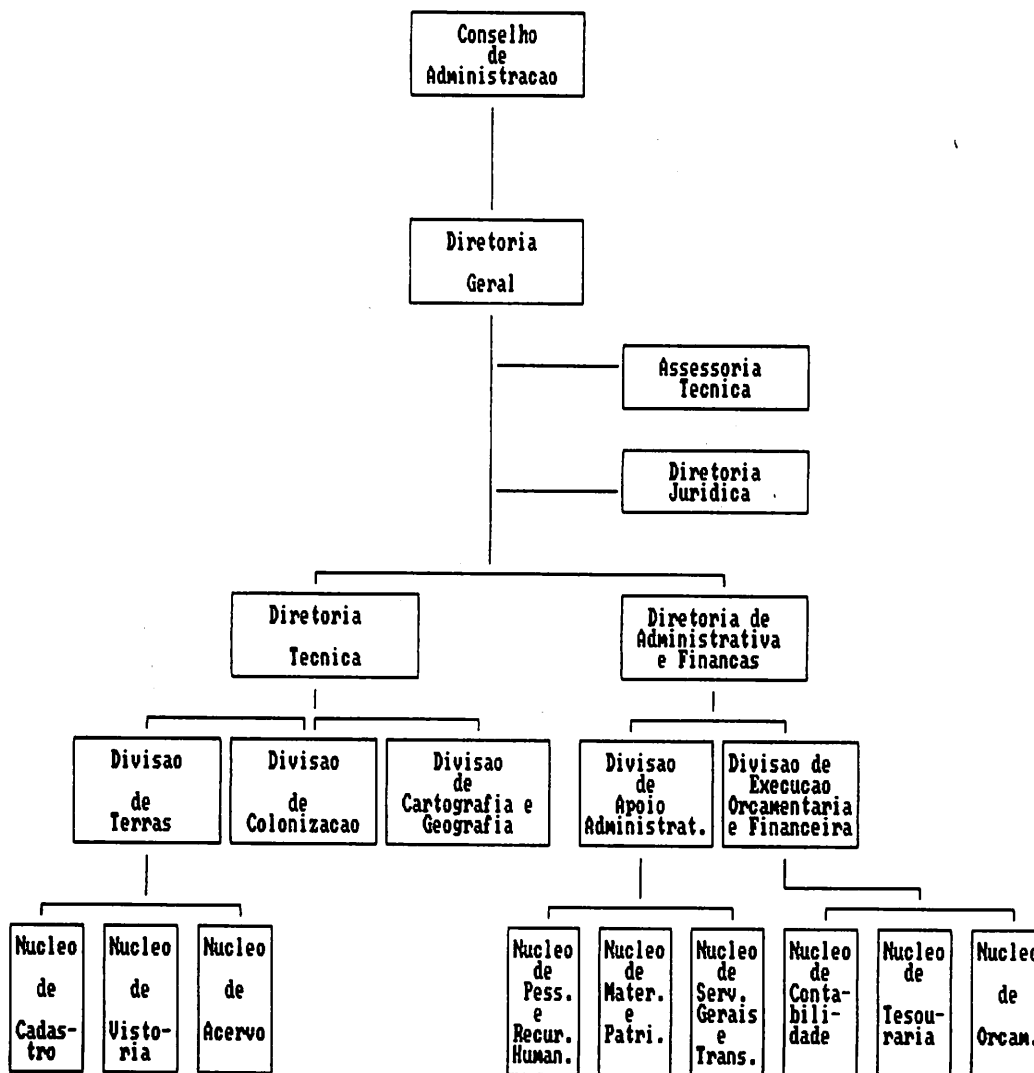 Conselho
de
Administracao
Diretoria
Geral
Assessoria
Tecnica
Diretoria
Juridica
Diretoria
Tecnica
Diretoria de
Administrativa
e Financas
Divisao
de
Terras
Divisao
de
Colonizacao
Divisao
de
Cartografia e
Geografia
Divisao
de
Apoio
Administrat.
Divisao de
Execucao
Orcamentaria
e Financeira
Nucleo
de
Cadas-
tro
Nucleo
de
Visto-
ria
Nucleo
de
Acervo
Nucleo
de
Pess.
e
Recur.
Human.
Nucleo
de
Mater.
e
Patri.
Nucleo
de
Serv.
Gerais
e
Trans.
Nucleo
de
Conta-
bili-
dade
Nucleo
de
Tesou-
raria
Nucleo
de
Orcam.